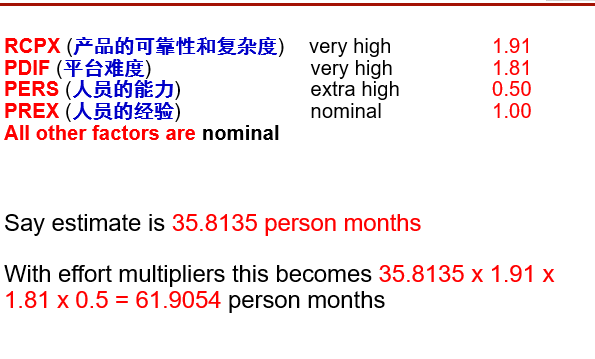 RCPX (产品的可靠性和复杂度) very high 1.91
PDIF (平台难度) very high 1.81
PERS (人员的能力) extra high 0.50
PREX (人员的经验) nominal 1.00
All other factors are nominal
Say estimate is 35.8135 person months
With effort multipliers this becomes 35.8135 x 1.91 x
1.81 x 0.5 = 61.9054 person months